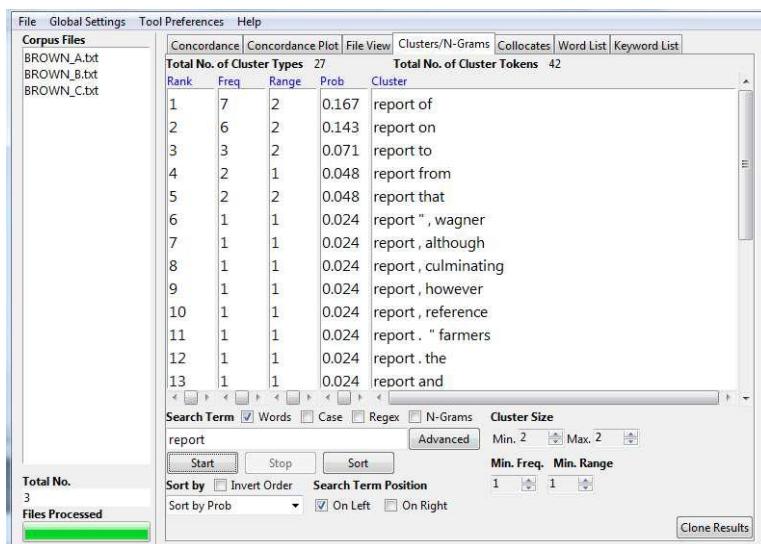 File Global Settings Tool Preferences Help
Corpus Files
BROWN_A.txt
BROWN_B.txt
BROWN_C.txt
Total No.
3
Files Processed
Concordance Concordance Plot File View Clusters/N-Grams Collocates Word List Keyword List
Total No. of Cluster Types 27 Total No. of Cluster Tokens 42
Rank Freq Range Prob Cluster
1 7 2 0.167 report of
2 6 2 0.143 report on
3 3 2 0.071 report to
4 2 1 0.048 report from
5 2 2 0.048 report that
6 1 1 0.024 report " , wagner
7 1 1 0.024 report , although
8 1 1 0.024 report , culminating
9 1 1 0.024 report , however
10 1 1 0.024 report , reference
11 1 1 0.024 report . " farmers
12 1 1 0.024 report . the
13 1 1 0.024 report and
Search Term Words Case Regex N-Grams Cluster Size
report Advanced Min. 2 Max. 2
Start Stop Sort Min. Freq. Min. Range
Sort by Invert Order Search Term Position 1 1
Sort by Prob On Left On Right
Clone Results